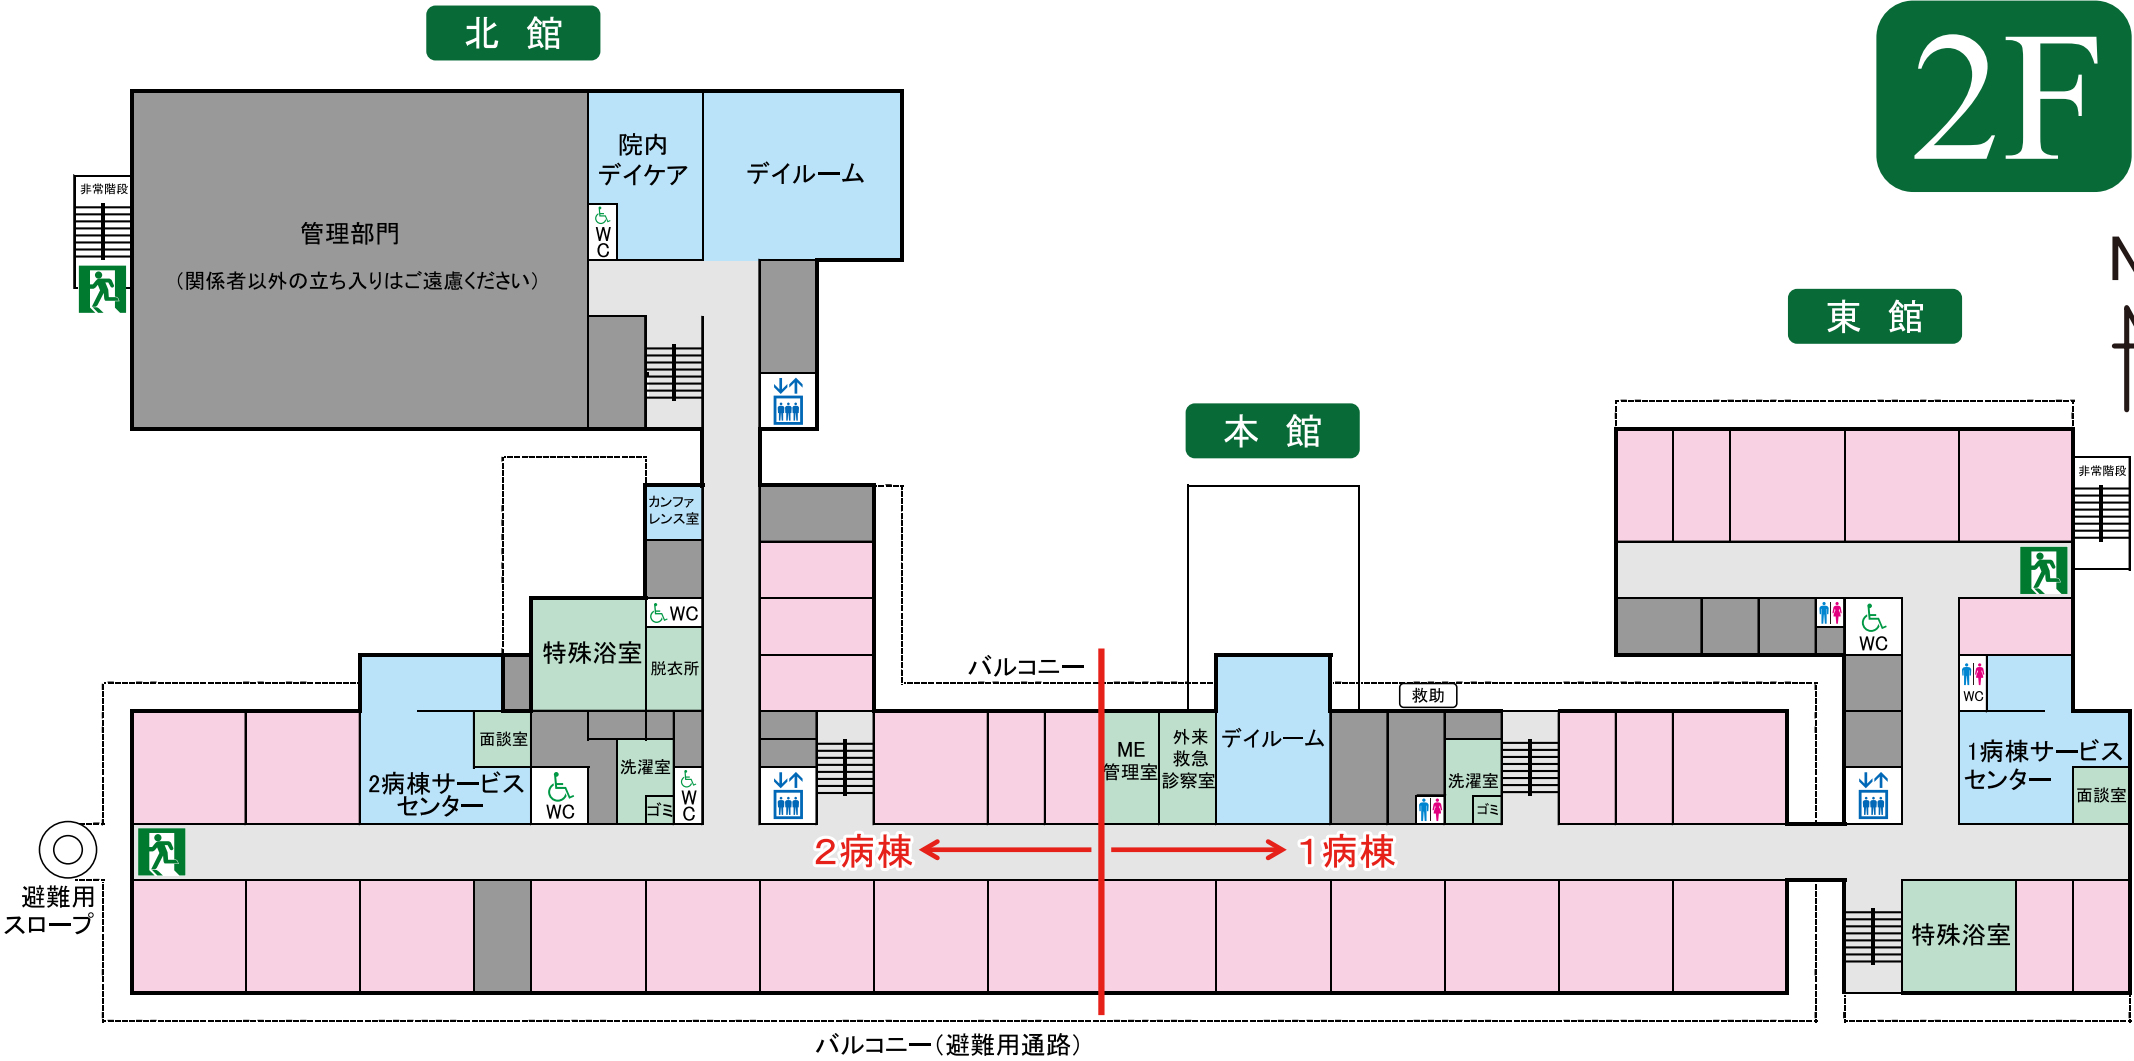 北館
2F
院内
デイケア
デイルーム
非常階段
WC
管理部門
（関係者以外の立ち入りはご遠慮ください）
N
東館
本館
非常階段
カンファ
レンス室
WC
特殊浴室
脱衣所
WC
バルコニー
救助
WC
面談室
2病棟サービス
センター
WC
洗濯室
ゴミ
WC
ME
管理室
外来
救急
診察室
デイルーム
洗濯室
ゴミ
1病棟サービス
センター
面談室
2病棟
1病棟
避難用
スロープ
特殊浴室
バルコニー（避難用通路）